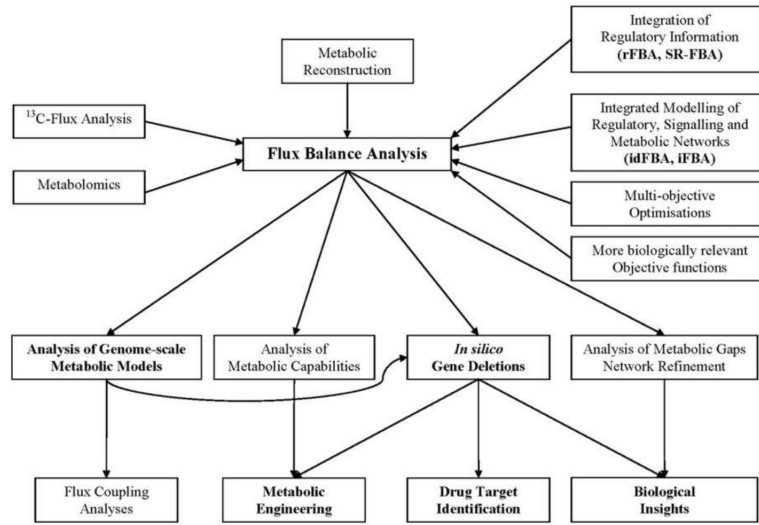 Metabolic
Reconstruction
Integration of
Regulatory Information
(rFBA, SR-FBA)
¹³C-Flux Analysis
Integrated Modelling of
Regulatory, Signalling and
Metabolic Networks
(idFBA, iFBA)
Flux Balance Analysis
Metabolomics
Multi-objective
Optimisations
More biologically relevant
Objective functions
Analysis of Genome-scale
Metabolic Models
Analysis of
Metabolic Capabilities
In silico
Gene Deletions
Analysis of Metabolic Gaps
Network Refinement
Flux Coupling
Analyses
Metabolic
Engineering
Drug Target
Identification
Biological
Insights